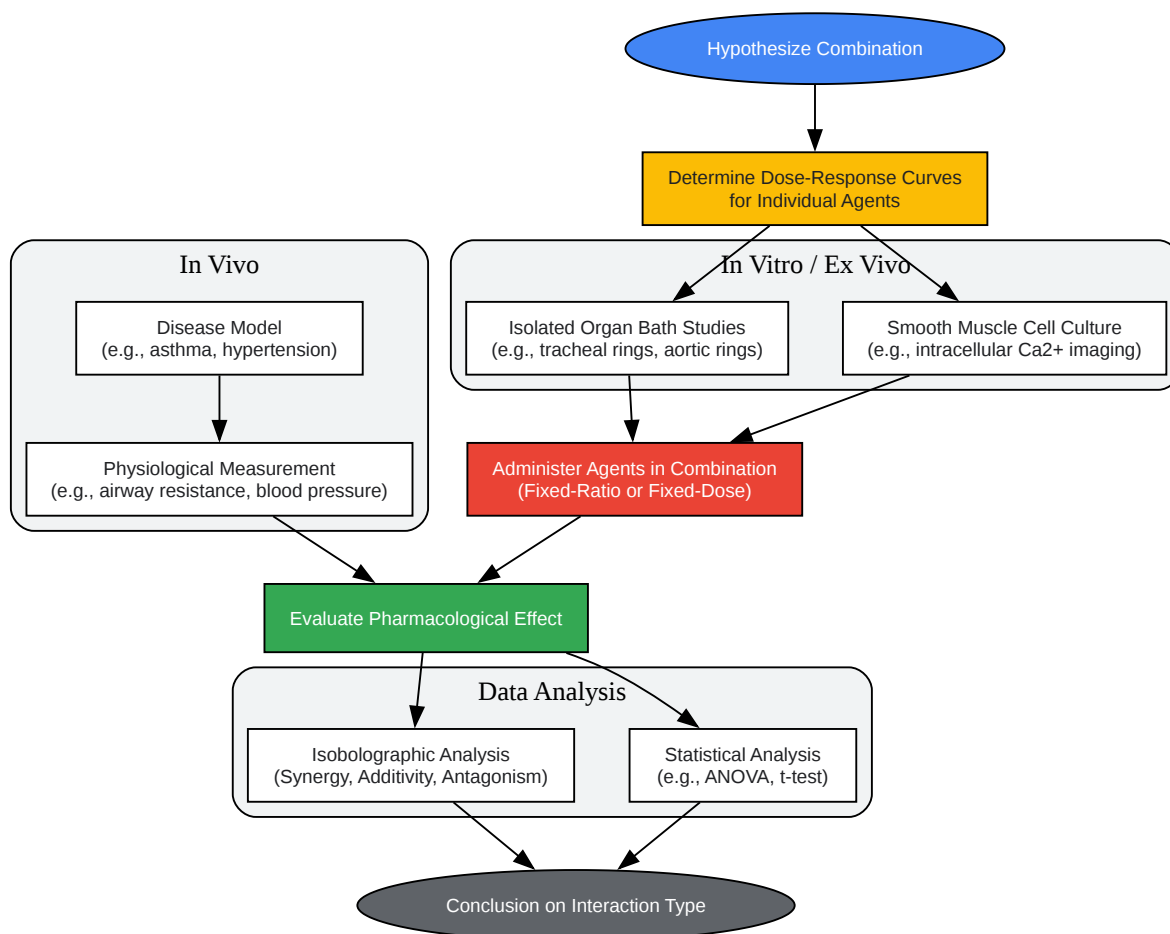 Hypothesize Combination
Determine Dose-Response Curves
for Individual Agents
In Vivo
In Vitro / Ex Vivo
Disease Model
(e.g., asthma, hypertension)
Isolated Organ Bath Studies
(e.g., tracheal rings, aortic rings)
Smooth Muscle Cell Culture
(e.g., intracellular Ca2+ imaging)
Physiological Measurement
(e.g., airway resistance, blood pressure)
Administer Agents in Combination
(Fixed-Ratio or Fixed-Dose)
Evaluate Pharmacological Effect
Data Analysis
Isobolographic Analysis
(Synergy, Additivity, Antagonism)
Statistical Analysis
(e.g., ANOVA, t-test)
Conclusion on Interaction Type